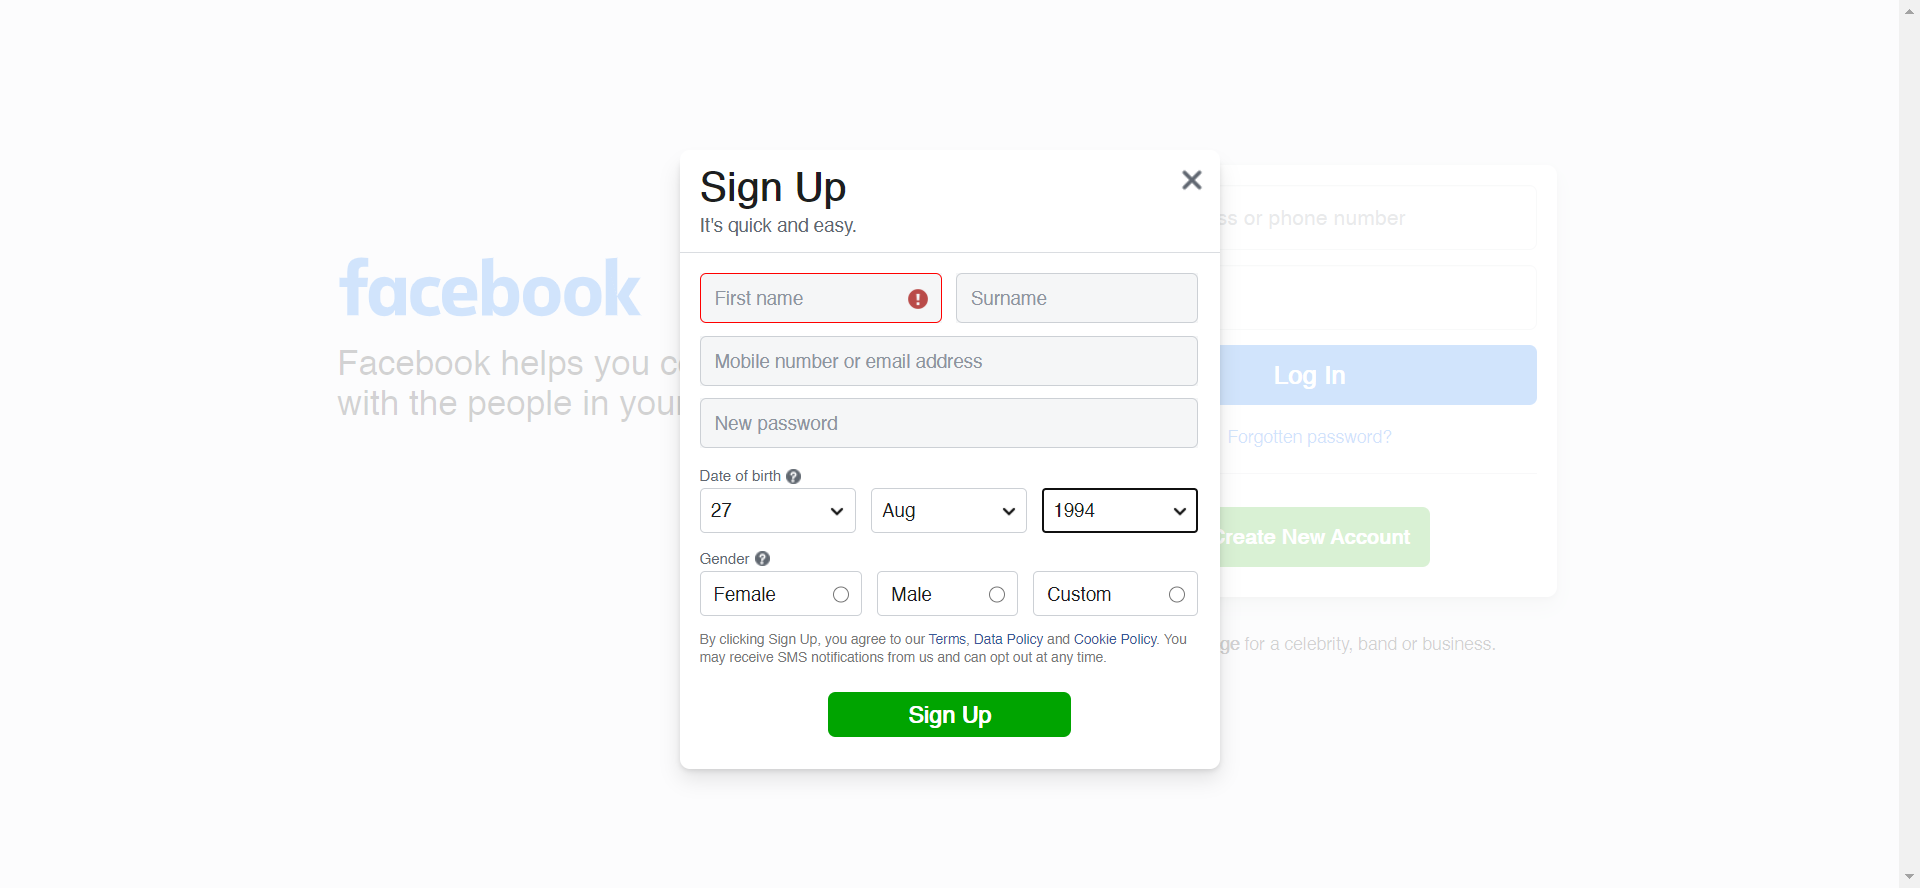 Sign Up
It's quick and easy.
First name
Surname
Mobile number or email address
New password
Date of birth
27
Aug
1994
Gender
Female
Male
Custom
By clicking Sign Up, you agree to our Terms, Data Policy and Cookie Policy. You
may receive SMS notifications from us and can opt out at any time.
Sign Up
facebook
Facebook helps you
with the people in your
or phone number
Log In
Forgotten password?
Create New Account
for a celebrity, band or business.